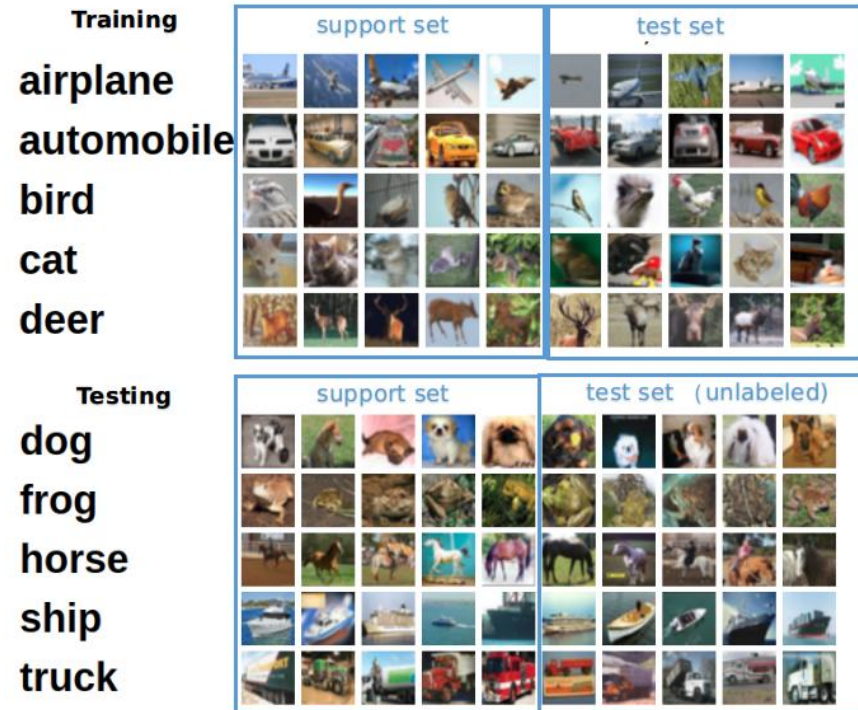 Training support set test set
airplane
automobile
bird
cat
deer
Testing support set test set (unlabeled)
dog
frog
horse
ship
truck